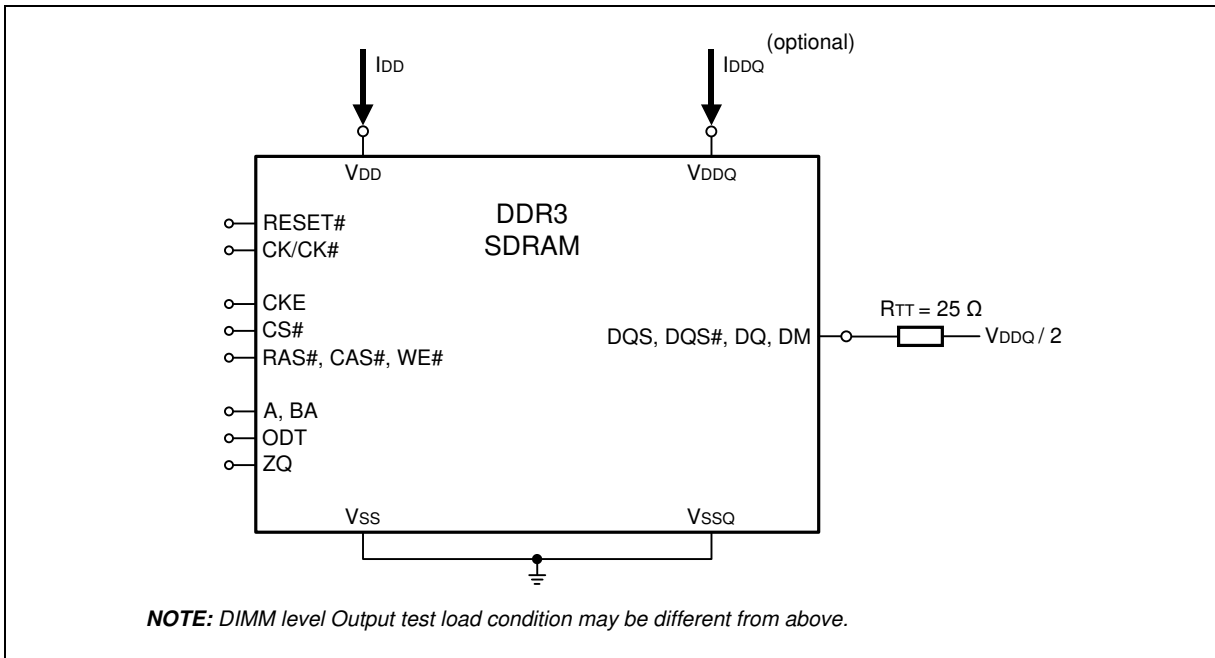 (optional)
IDD
IDDQ
VDD
VDDQ
DDR3
SDRAM
RESET#
CK/CK#
CKE
CS#
RAS#, CAS#, WE#
A, BA
ODT
ZQ
DQS, DQS#, DQ, DM
RTT = 25 Ω
VDDQ / 2
VSS
VSSQ
NOTE: DIMM level Output test load condition may be different from above.